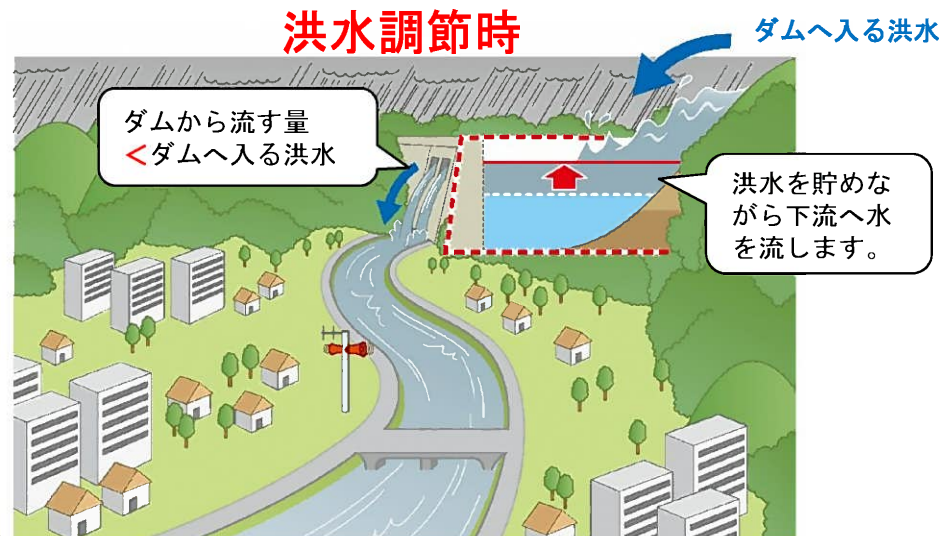 洪水調節時
ダムへ入る洪水
ダムから流す量
<ダムへ入る洪水
洪水を貯めな
がら下流へ水
を流します。